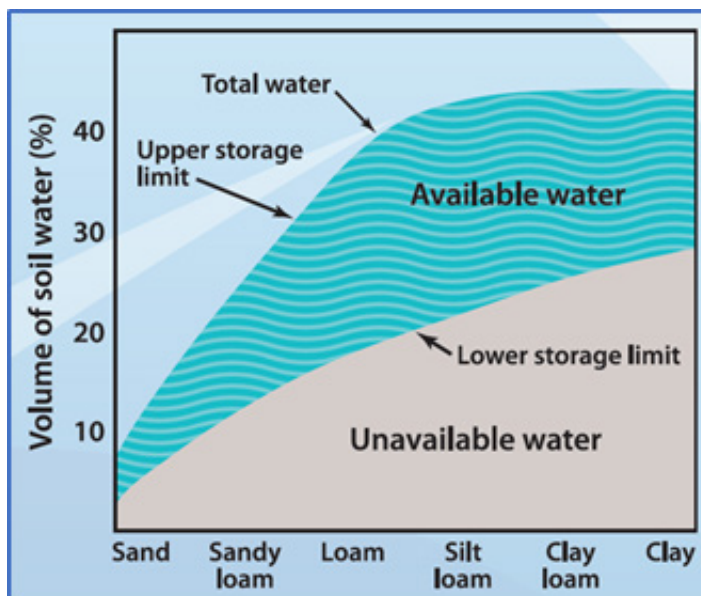 Volume of soil water (%)
40
30
20
10
Total water
Upper storage
limit
Available water
Lower storage limit
Unavailable water
Sand
Sandy
loam
Loam
Silt
loam
Clay
loam
Clay